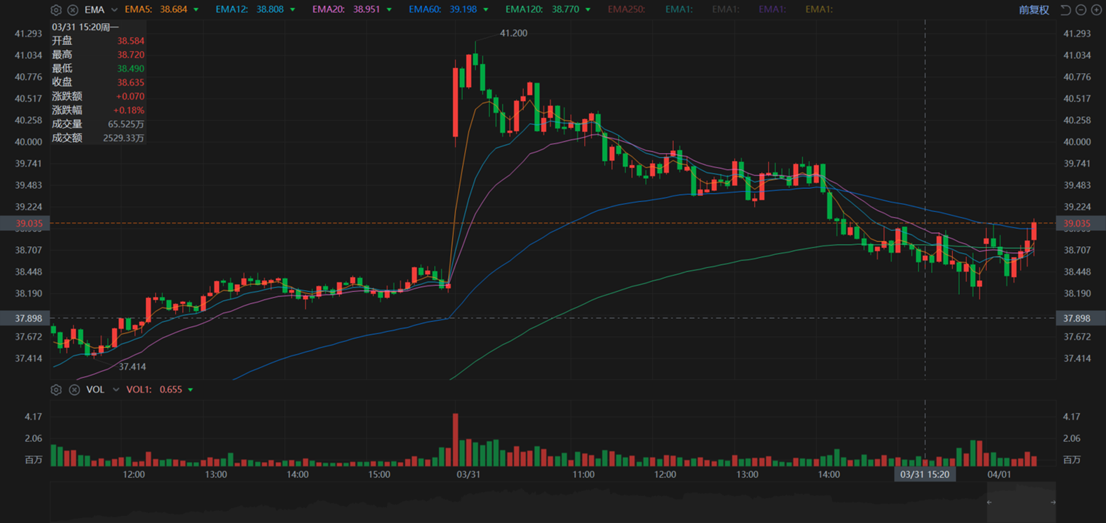 EMA EMA5: 38.684 EMA12: 38.808 EMA20: 38.951 EMA60: 39.198 EMA120: 38.770 EMA250: EMA1: EMA1: EMA1: EMA1: 前复权
03/31 15:20周一
开盘 38.584
最高 38.720
最低 38.490
收盘 38.635
涨跌额 +0.070
涨跌幅 +0.18%
成交量 65.525万
成交额 2529.33万
41.200
41.293 41.293
41.034 41.034
40.776 40.776
40.517 40.517
40.258 40.258
40.000 40.000
39.741 39.741
39.483 39.483
39.224 39.224
39.035 39.035
38.707 38.707
38.448 38.448
38.190 38.190
37.898 37.898
37.672 37.672
37.414 37.414
37.414
VOL VOL1: 0.655
4.17 4.17
2.06 2.06
百万 百万
12:00 13:00 14:00 15:00 03/31 11:00 12:00 13:00 14:00 03/31 15:20 04/01